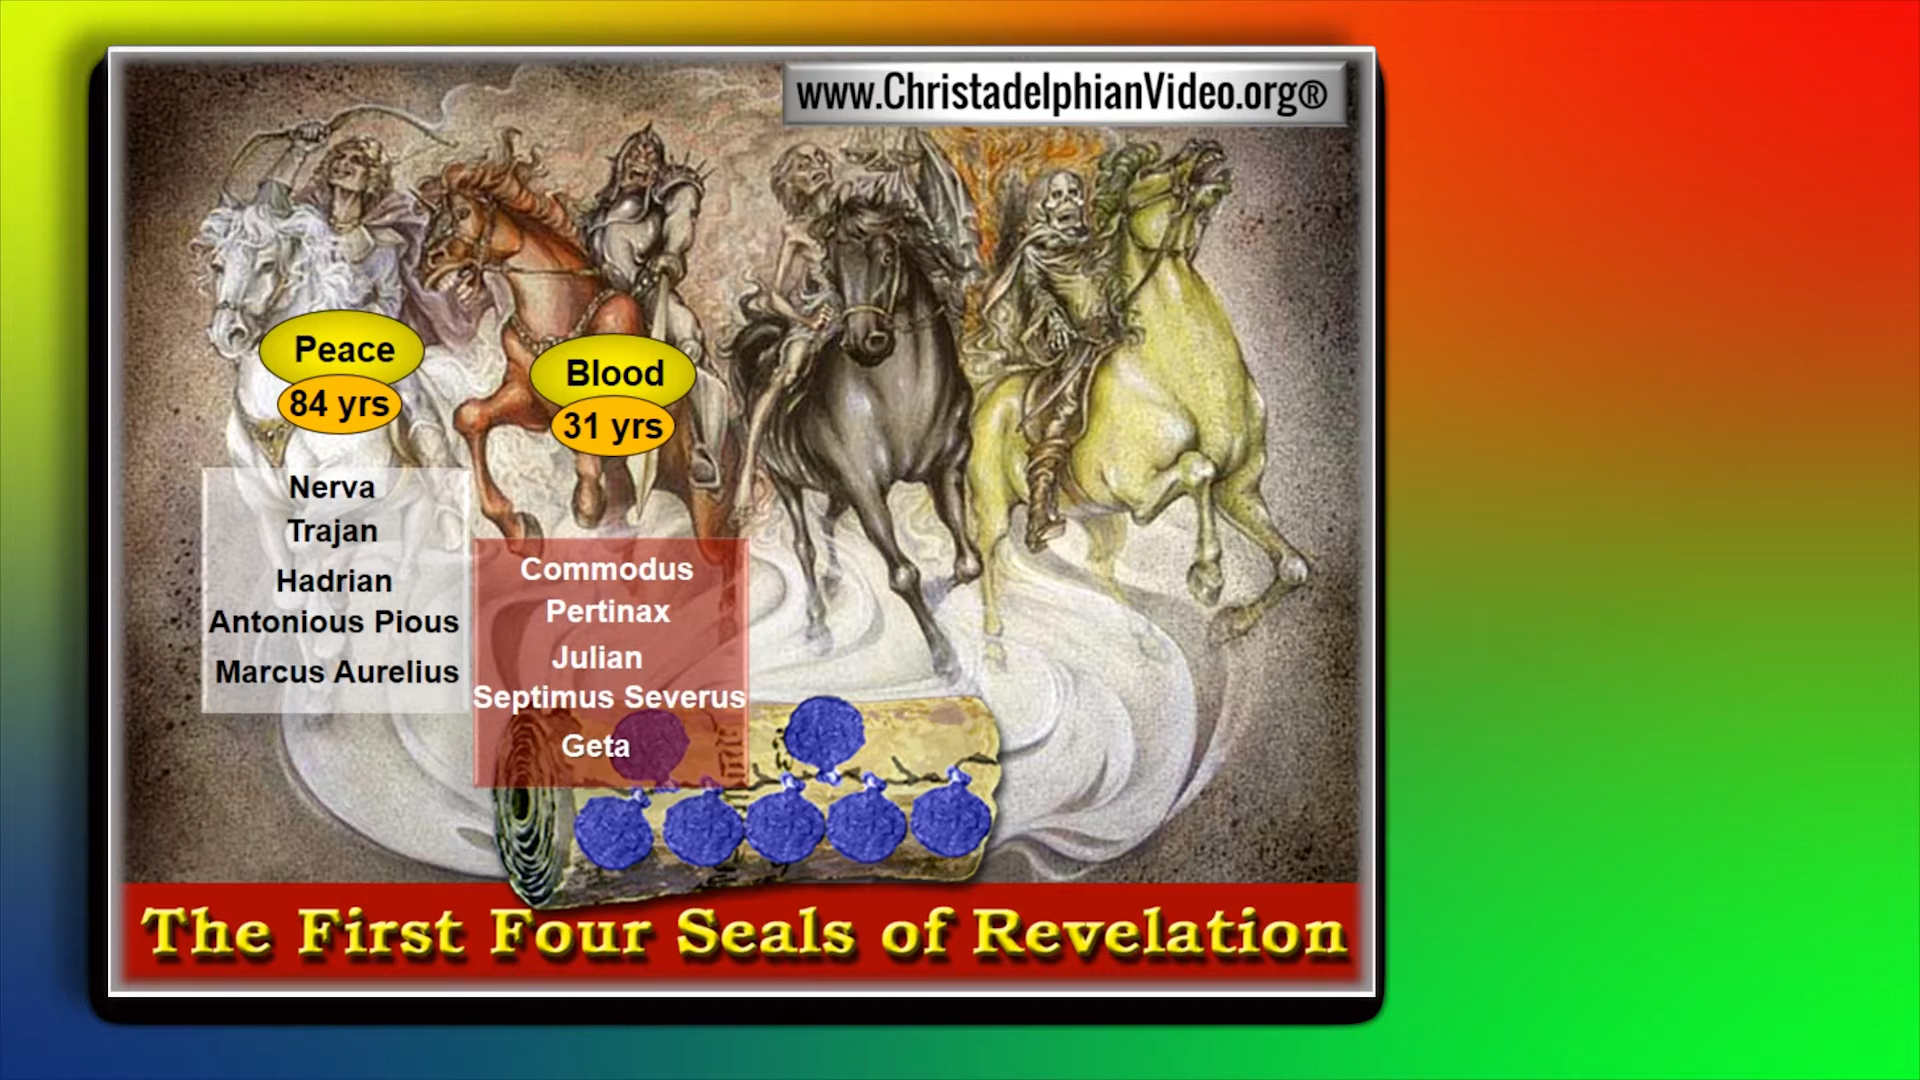 www.ChristadelphianVideo.org®
Peace
84 yrs
Nerva
Trajan
Hadrian
Antonious Pious
Marcus Aurelius
Blood
31 yrs
Commodus
Pertinax
Julian
Septimus Severus
Geta
The First Four Seals of Revelation